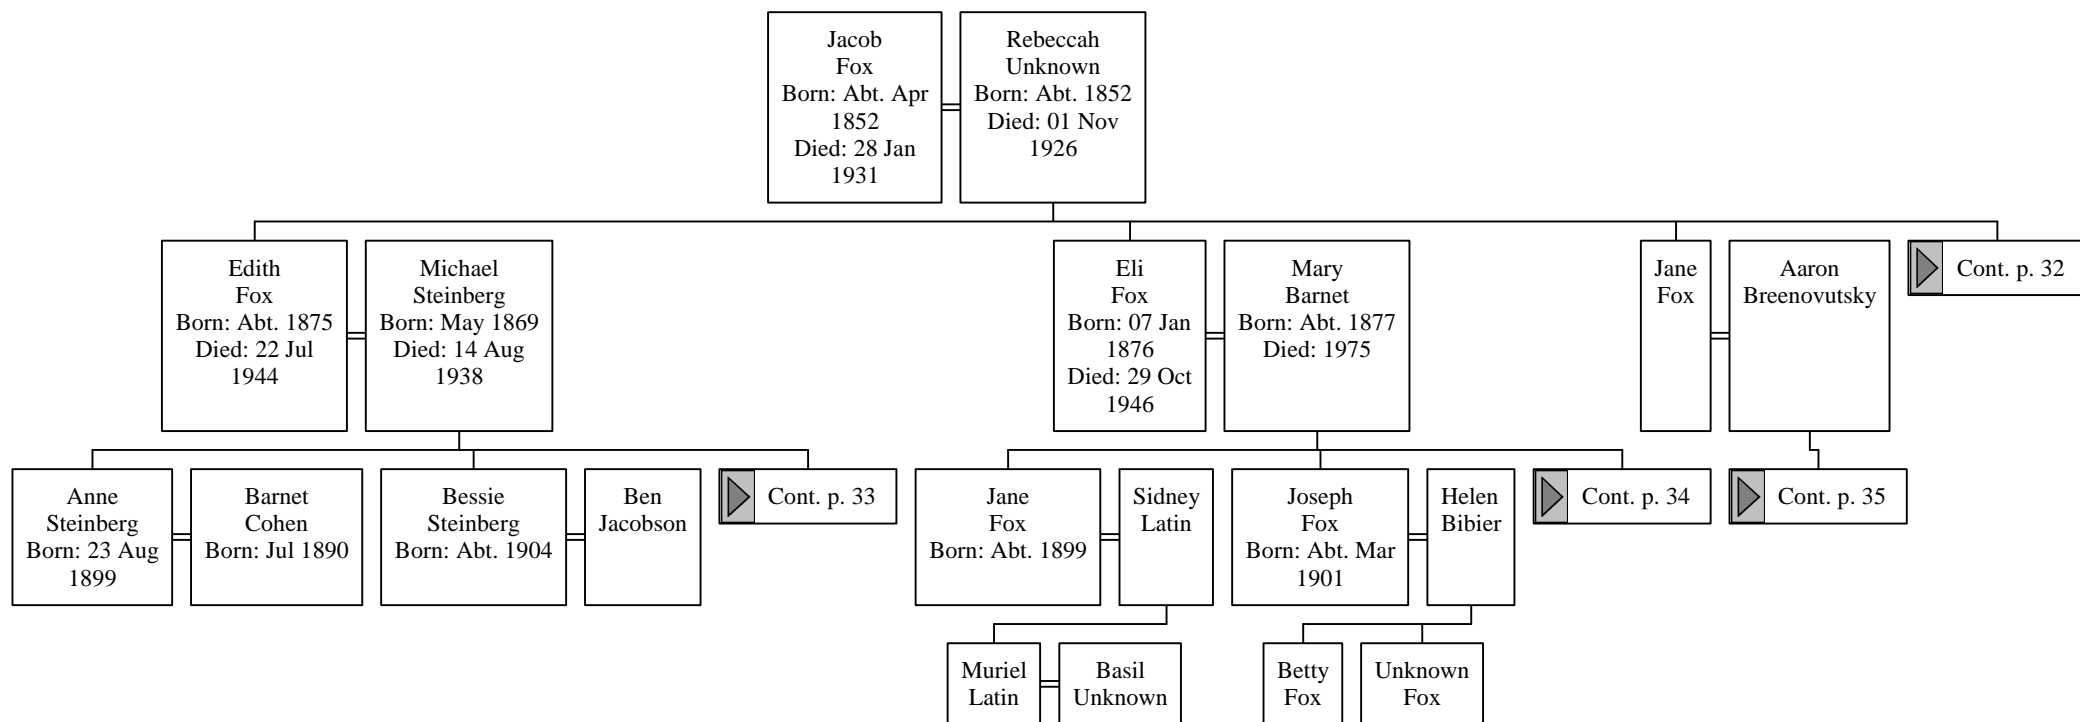 Jacob
Fox
Born: Abt. Apr
1852
Died: 28 Jan
1931
Rebeccah
Unknown
Born: Abt. 1852
Died: 01 Nov
1926
Edith
Fox
Born: Abt. 1875
Died: 22 Jul
1944
Michael
Steinberg
Born: May 1869
Died: 14 Aug
1938
Eli
Fox
Born: 07 Jan
1876
Died: 29 Oct
1946
Mary
Barnet
Born: Abt. 1877
Died: 1975
Jane
Fox
Aaron
Breenovutsky
Cont. p. 32
Anne
Steinberg
Born: 23 Aug
1899
Barnet
Cohen
Born: Jul 1890
Bessie
Steinberg
Born: Abt. 1904
Ben
Jacobson
Cont. p. 33
Jane
Fox
Born: Abt. 1899
Sidney
Latin
Joseph
Fox
Born: Abt. Mar
1901
Helen
Bibier
Cont. p. 34
Cont. p. 35
Muriel
Latin
Basil
Unknown
Betty
Fox
Unknown
Fox